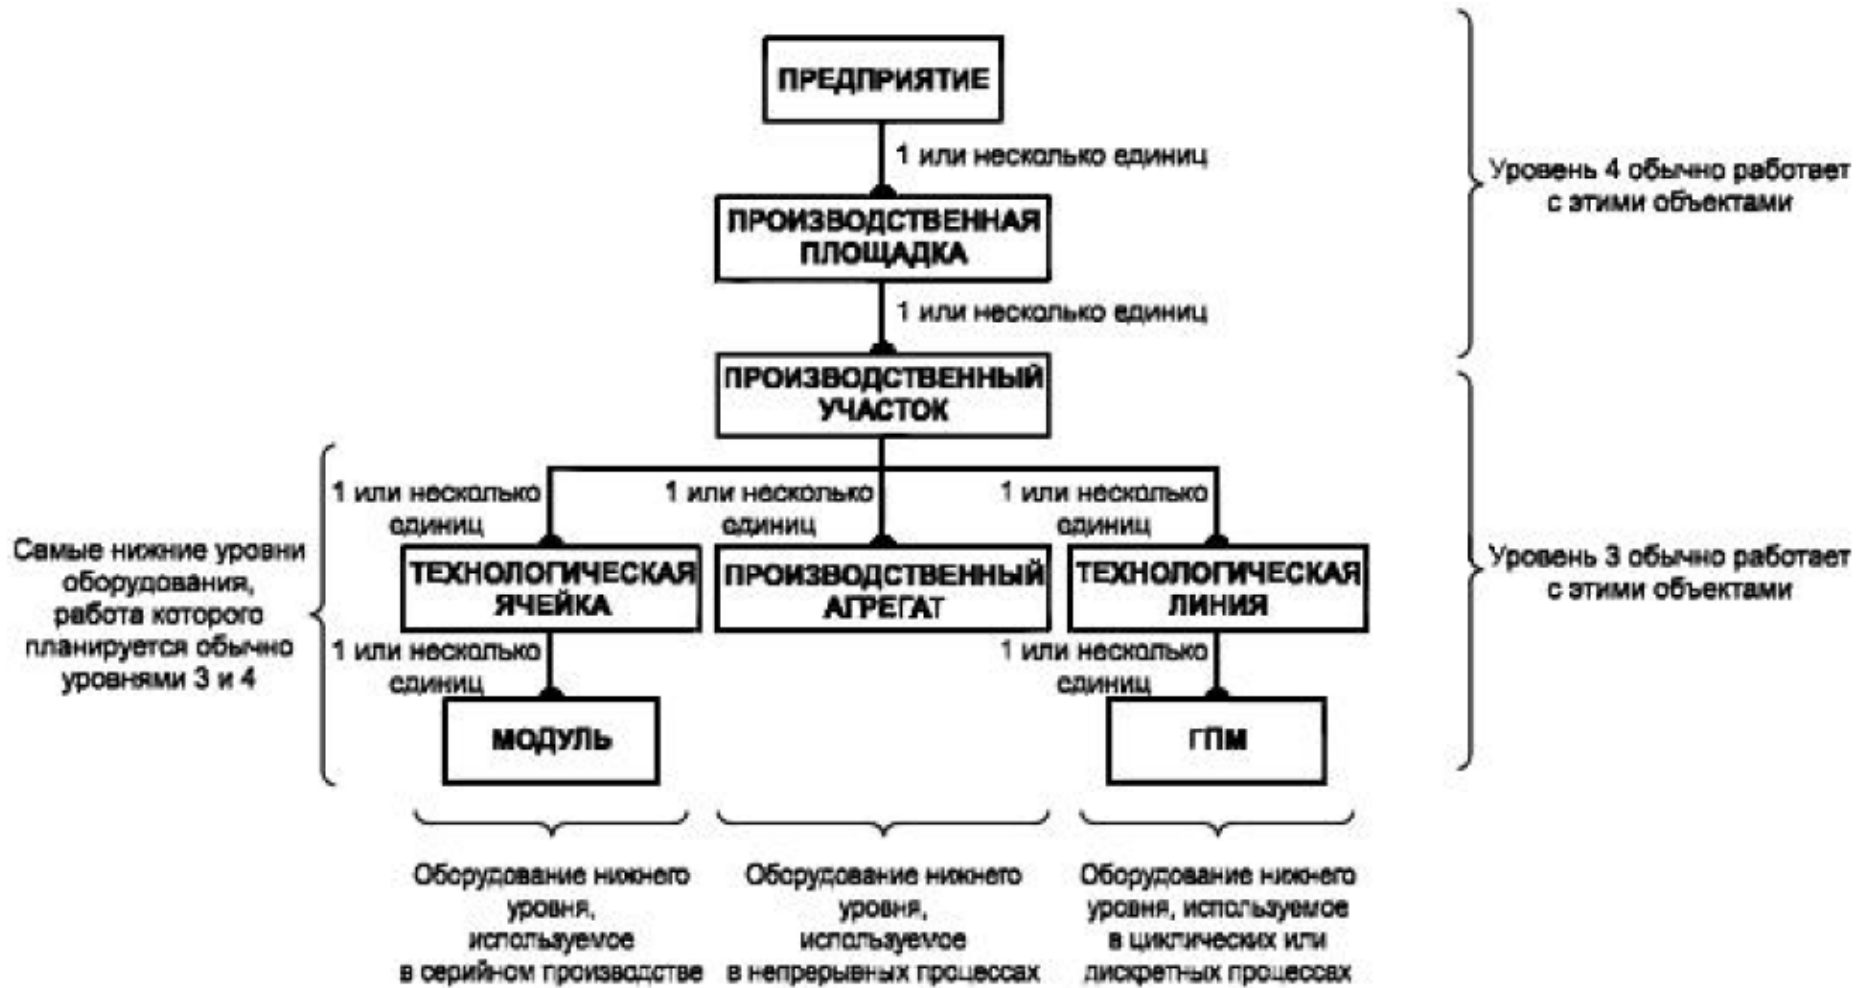 ПРЕДПРИЯТИЕ
1 или несколько единиц
Уровень 4 обычно работает
с этими объектами
ПРОИЗВОДСТВЕННАЯ
ПЛОЩАДКА
1 или несколько единиц
ПРОИЗВОДСТВЕННЫЙ
УЧАСТОК
1 или несколько
единиц
1 или несколько
единиц
1 или несколько
единиц
Самые нижние уровни
оборудования,
работа которого
планируется обычно
уровнями 3 и 4
ТЕХНОЛОГИЧЕСКАЯ
ЯЧЕЙКА
ПРОИЗВОДСТВЕННЫЙ
АГРЕГАТ
ТЕХНОЛОГИЧЕСКАЯ
ЛИНИЯ
Уровень 3 обычно работает
с этими объектами
1 или несколько
единиц
1 или несколько
единиц
МОДУЛЬ
ГПМ
Оборудование нижнего
уровня,
используемое
в серийном производстве
Оборудование нижнего
уровня,
используемое
в непрерывных процессах
Оборудование нижнего
уровня, используемое
в циклических или
дискретных процессах